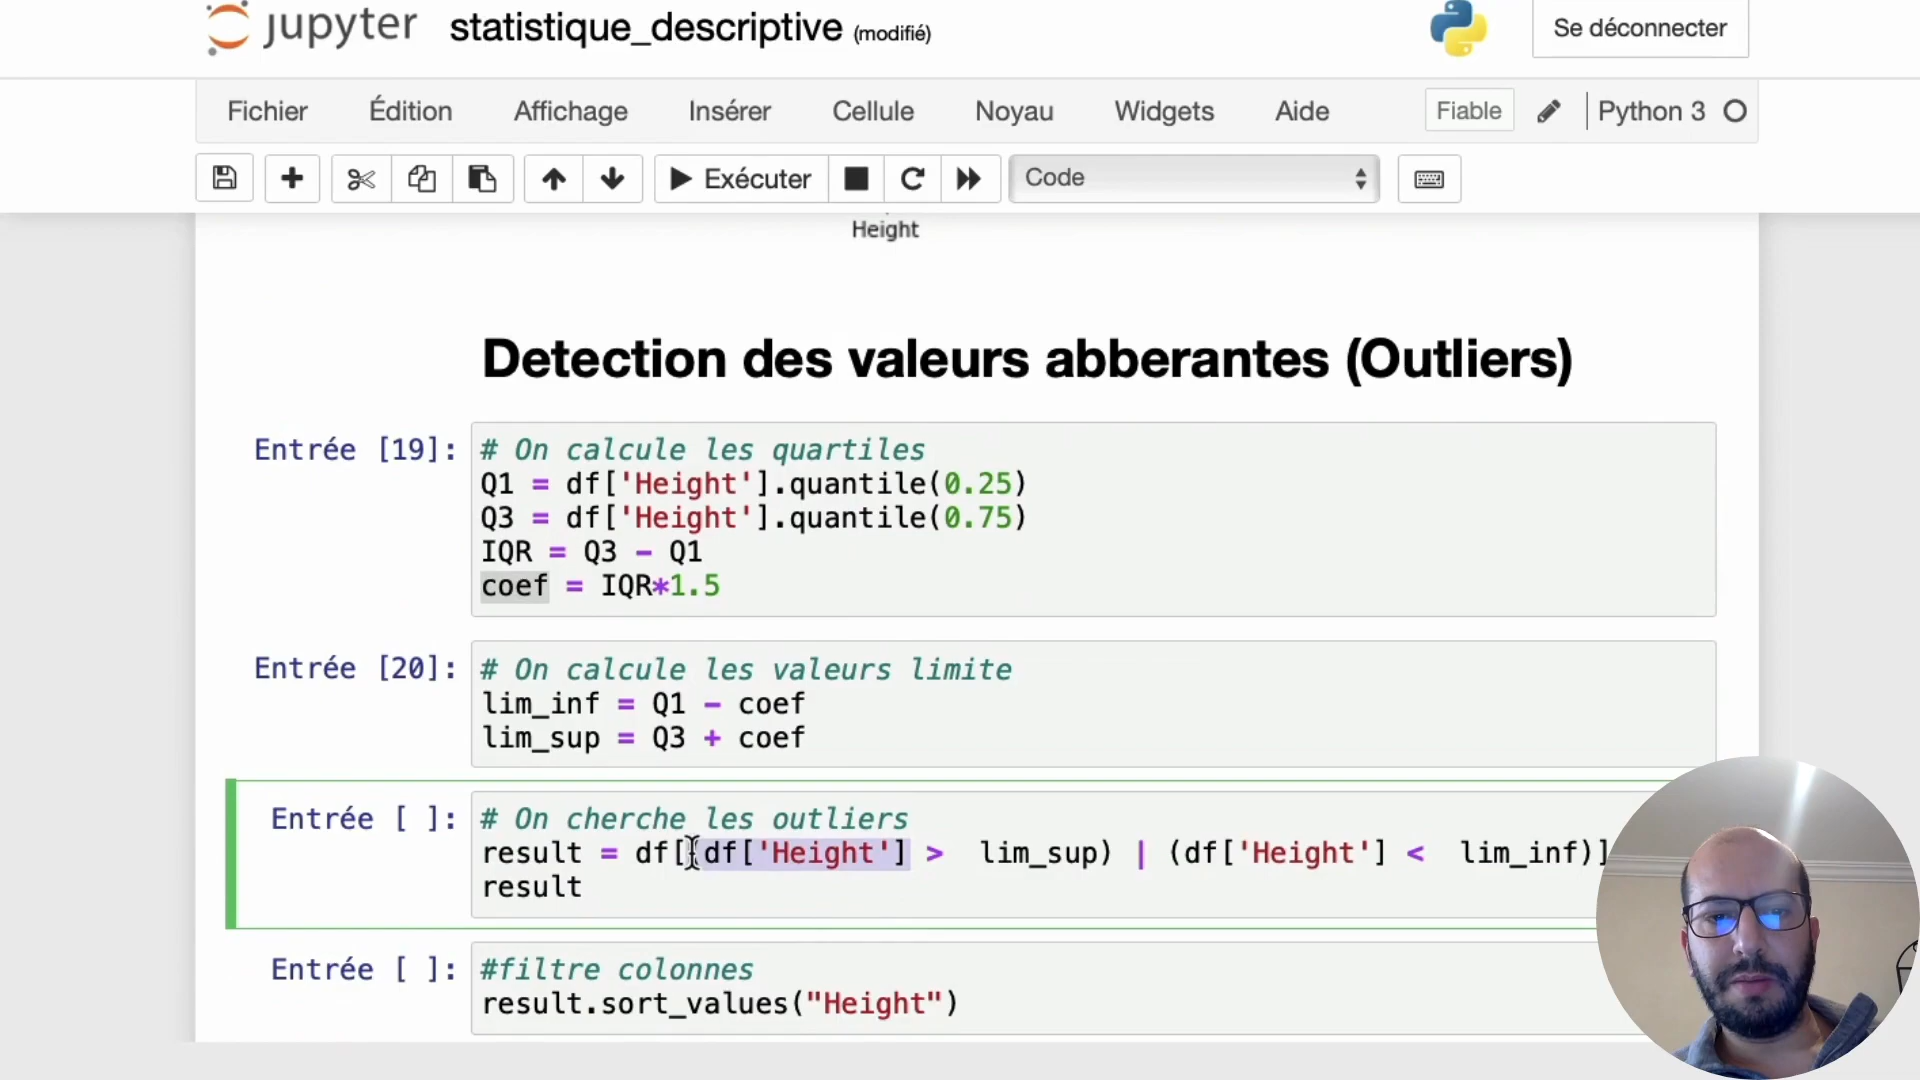 jupyter statistique_descriptive (modifié)
Se déconnecter
Fichier Édition Affichage Insérer Cellule Noyau Widgets Aide Fiable Python 3
Exécuter Code
Height
Detection des valeurs abberantes (Outliers)
Entrée [19]: # On calcule les quartiles
Q1 = df['Height'].quantile(0.25)
Q3 = df['Height'].quantile(0.75)
IQR = Q3 - Q1
coef = IQR*1.5
Entrée [20]: # On calcule les valeurs limite
lim_inf = Q1 - coef
lim_sup = Q3 + coef
Entrée [ ]: # On cherche les outliers
result = df[(df['Height'] > lim_sup) | (df['Height'] < lim_inf)]
result
Entrée [ ]: #filtre colonnes
result.sort_values("Height")